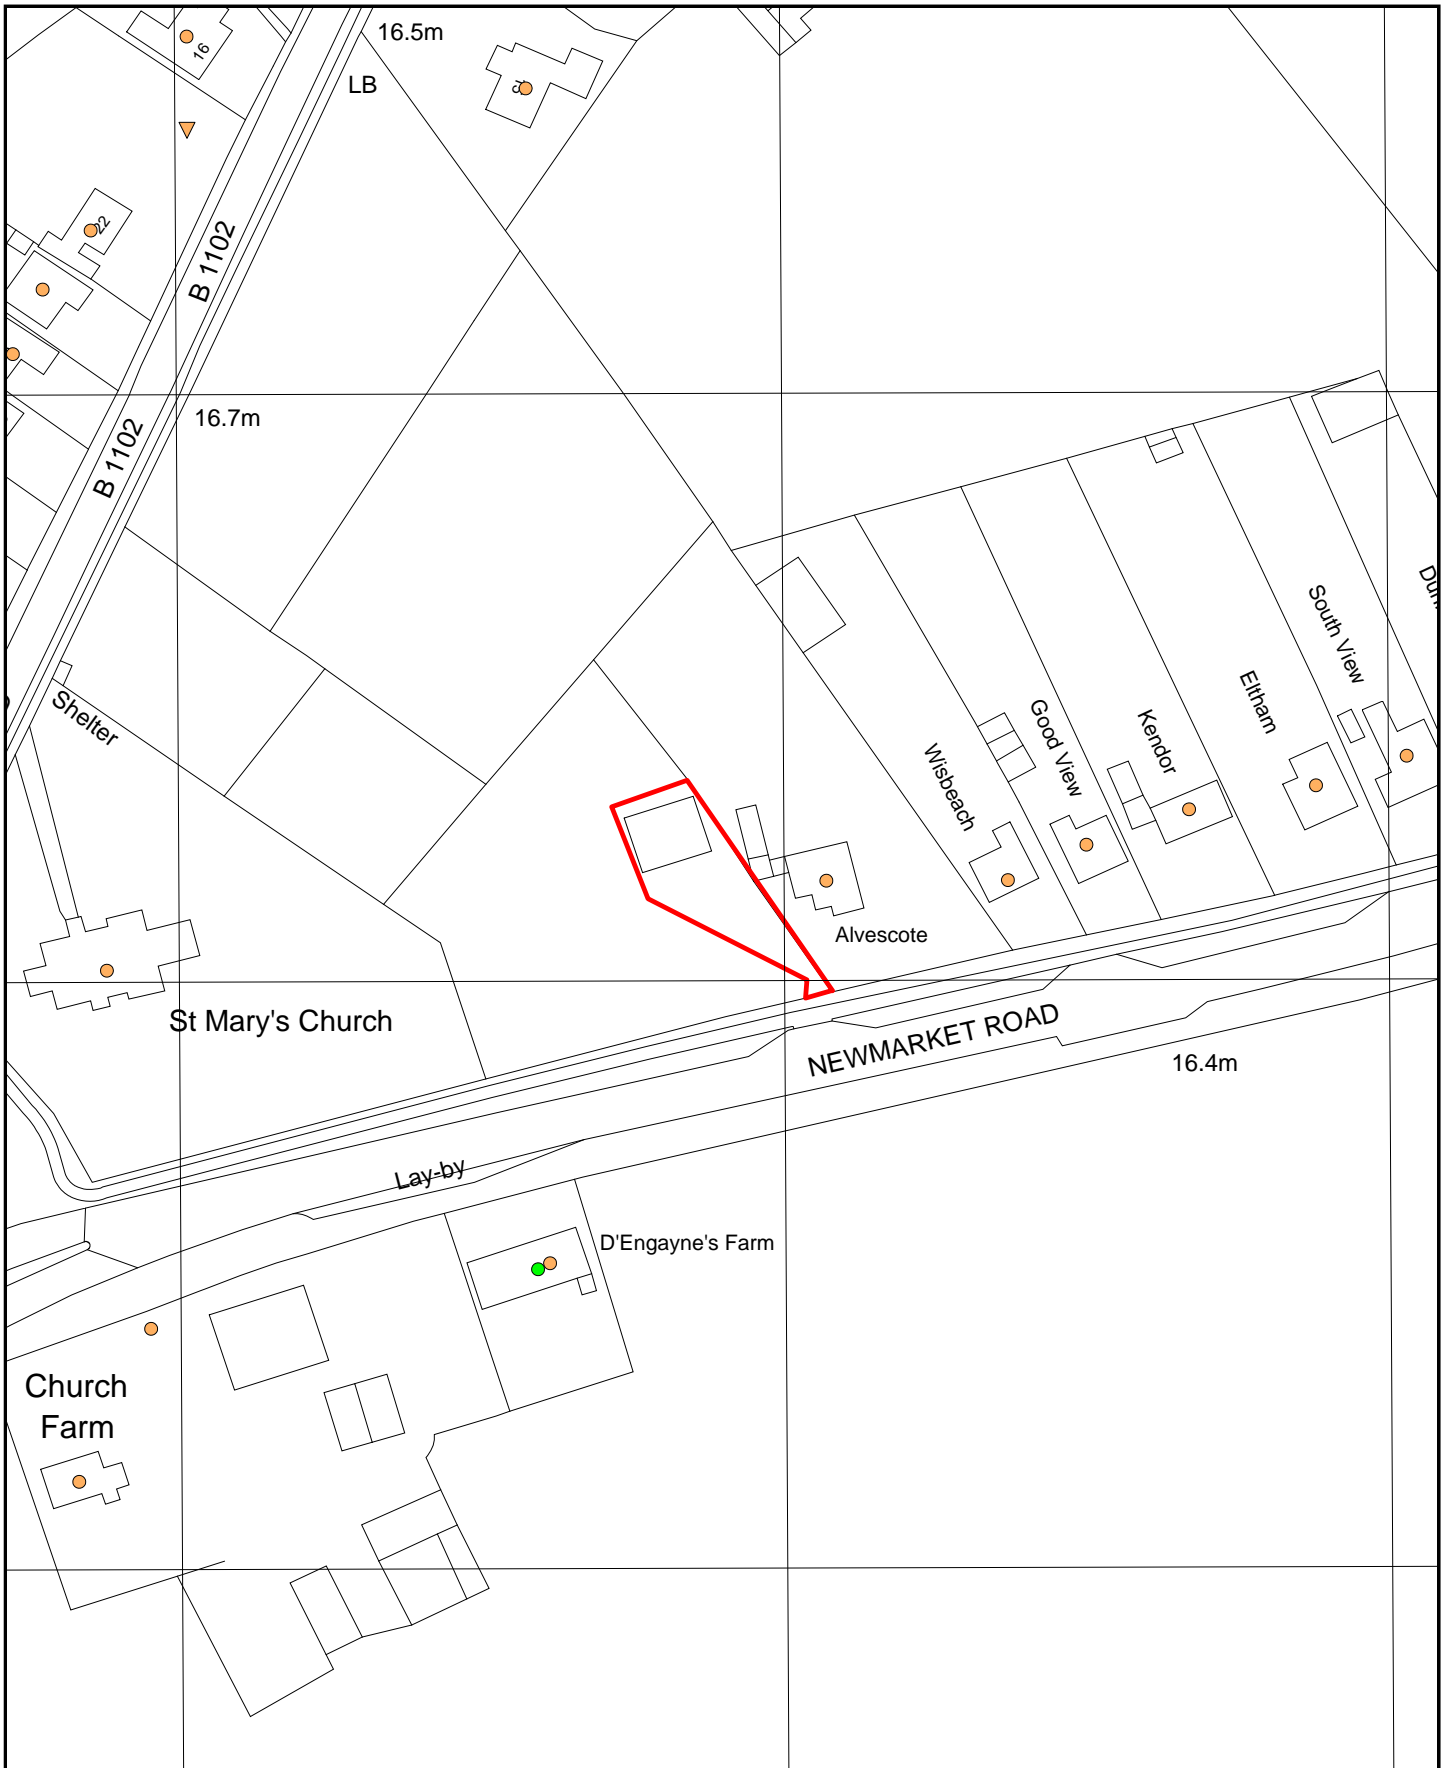 16.5m
16
LB
13
22
B 1102
16.7m
B 1102
South View
Eltham
Shelter
Good View
Kendor
Wisbeach
Alvescote
St Mary's Church
NEWMARKET ROAD
16.4m
Lay-by
D'Engayne's Farm
Church
Farm